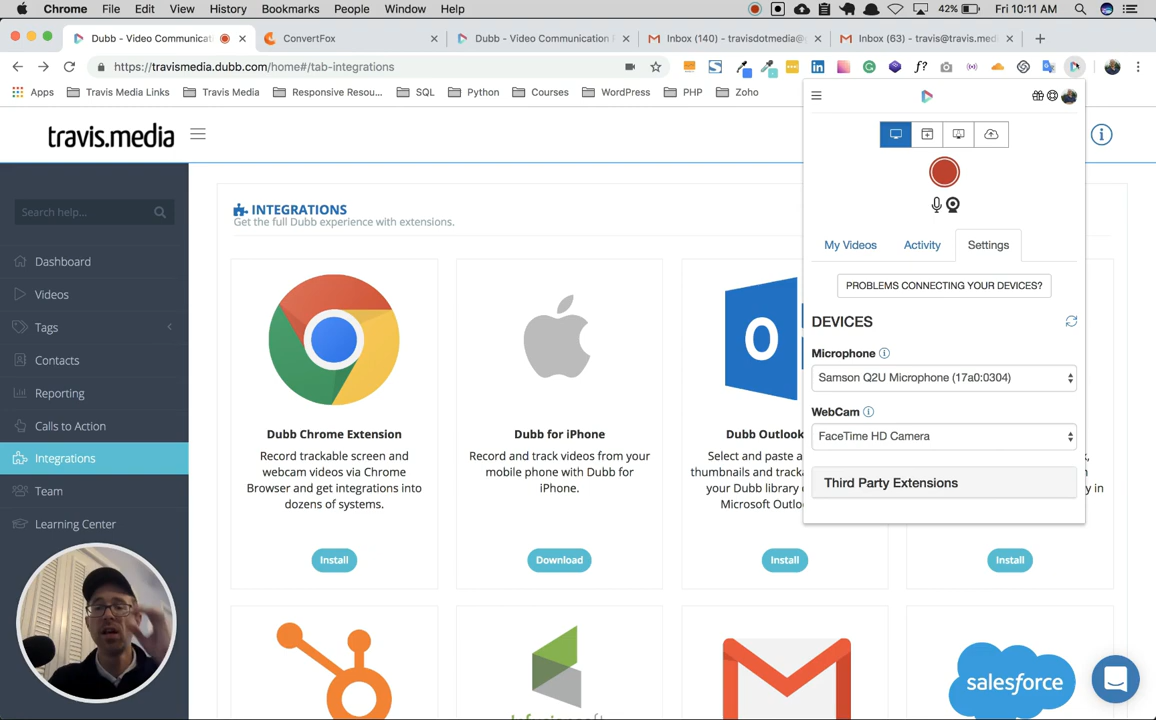 Chrome File Edit View History Bookmarks People Window Help 42% Fri 10:11 AM
Dubb - Video Communicat ConvertFox Dubb - Video Communication Inbox (140) - travisdotmedia@ Inbox (63) - travis@travis.med
https://travismedia.dubb.com/home#/tab-integrations
Apps Travis Media Links Travis Media Responsive Resou... SQL Python Courses WordPress PHP Zoho
travis.media
Search help...
Dashboard
Videos
Tags
Contacts
Reporting
Calls to Action
Integrations
Team
Learning Center
INTEGRATIONS
Get the full Dubb experience with extensions.
Dubb Chrome Extension
Record trackable screen and
webcam videos via Chrome
Browser and get integrations into
dozens of systems.
Install
Dubb for iPhone
Record and track videos from your
mobile phone with Dubb for
iPhone.
Download
Dubb Outlook
Select and paste a
thumbnails and track
your Dubb library
Microsoft Outlo
Install
y in
Install
salesforce
My Videos Activity Settings
PROBLEMS CONNECTING YOUR DEVICES?
DEVICES
Microphone
Samson Q2U Microphone (17a0:0304)
WebCam
FaceTime HD Camera
Third Party Extensions